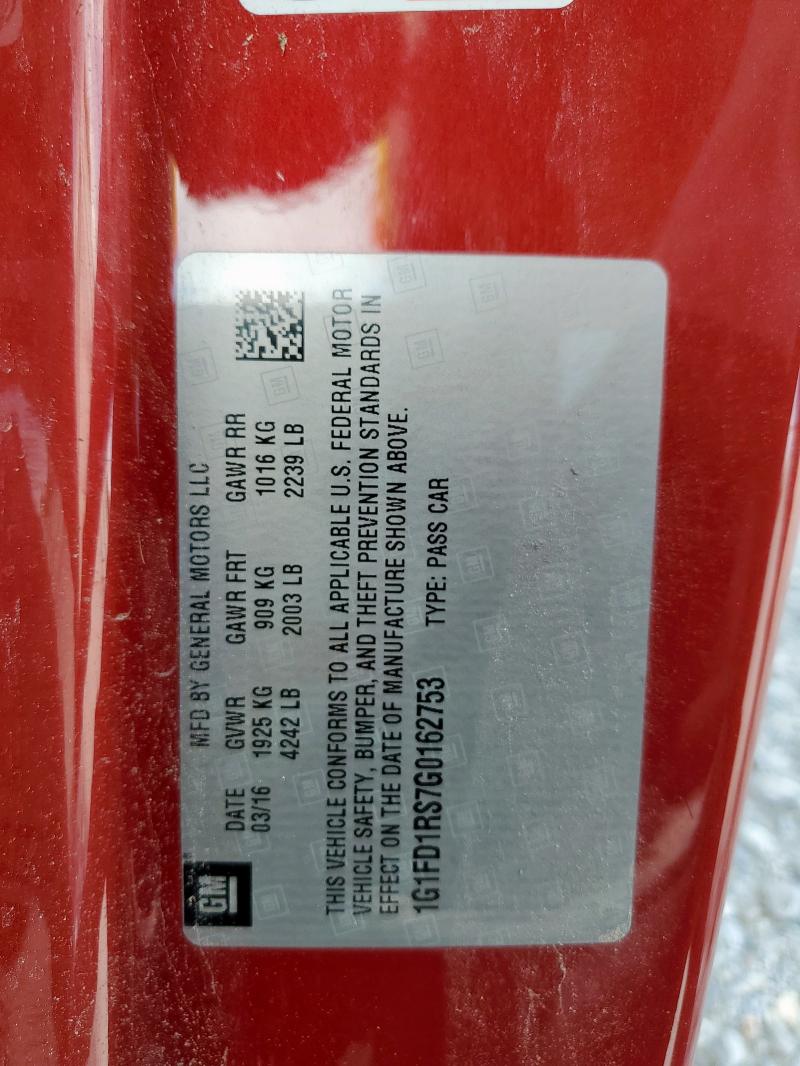 GM
MFD BY GENERAL MOTORS LLC
DATE GVWR GAWR FRT GAWR RR
03/16 1925 KG 909 KG 1016 KG
4242 LB 2003 LB 2239 LB
THIS VEHICLE CONFORMS TO ALL APPLICABLE U.S. FEDERAL MOTOR
VEHICLE SAFETY, BUMPER, AND THEFT PREVENTION STANDARDS IN
EFFECT ON THE DATE OF MANUFACTURE SHOWN ABOVE.
1G1FD1RS7G0162753 TYPE: PASS CAR